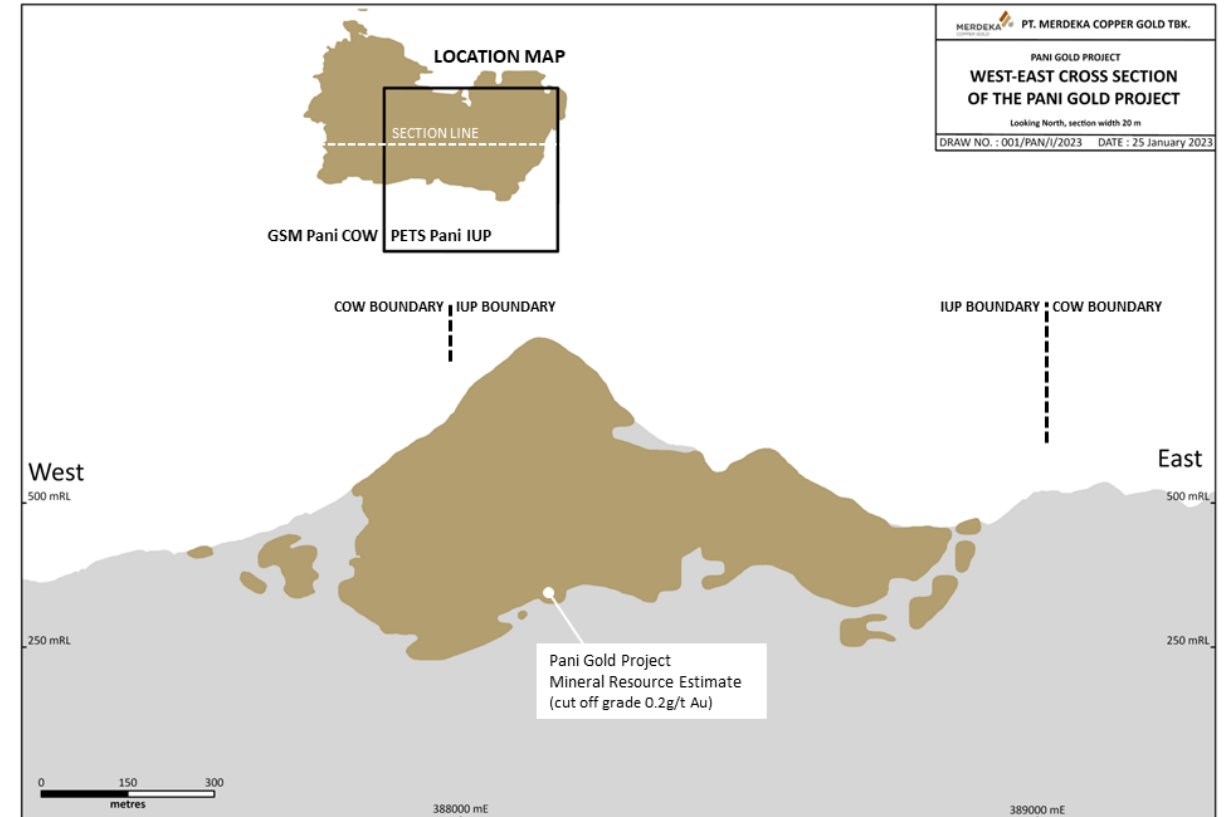 MERDEKA
COPPER GOLD
PT. MERDEKA COPPER GOLD TBK.
PANI GOLD PROJECT
WEST-EAST CROSS SECTION
OF THE PANI GOLD PROJECT
Looking North, section width 20 m
DRAW NO. : 001/PAN/I/2023 DATE : 25 January 2023
LOCATION MAP
SECTION LINE
GSM Pani COW PETS Pani IUP
COW BOUNDARY IUP BOUNDARY
IUP BOUNDARY COW BOUNDARY
West
East
500 mRL
500 mRL
250 mRL
250 mRL
Pani Gold Project
Mineral Resource Estimate
(cut off grade 0.2g/t Au)
0 150 300
metres
388000 mE
389000 mE